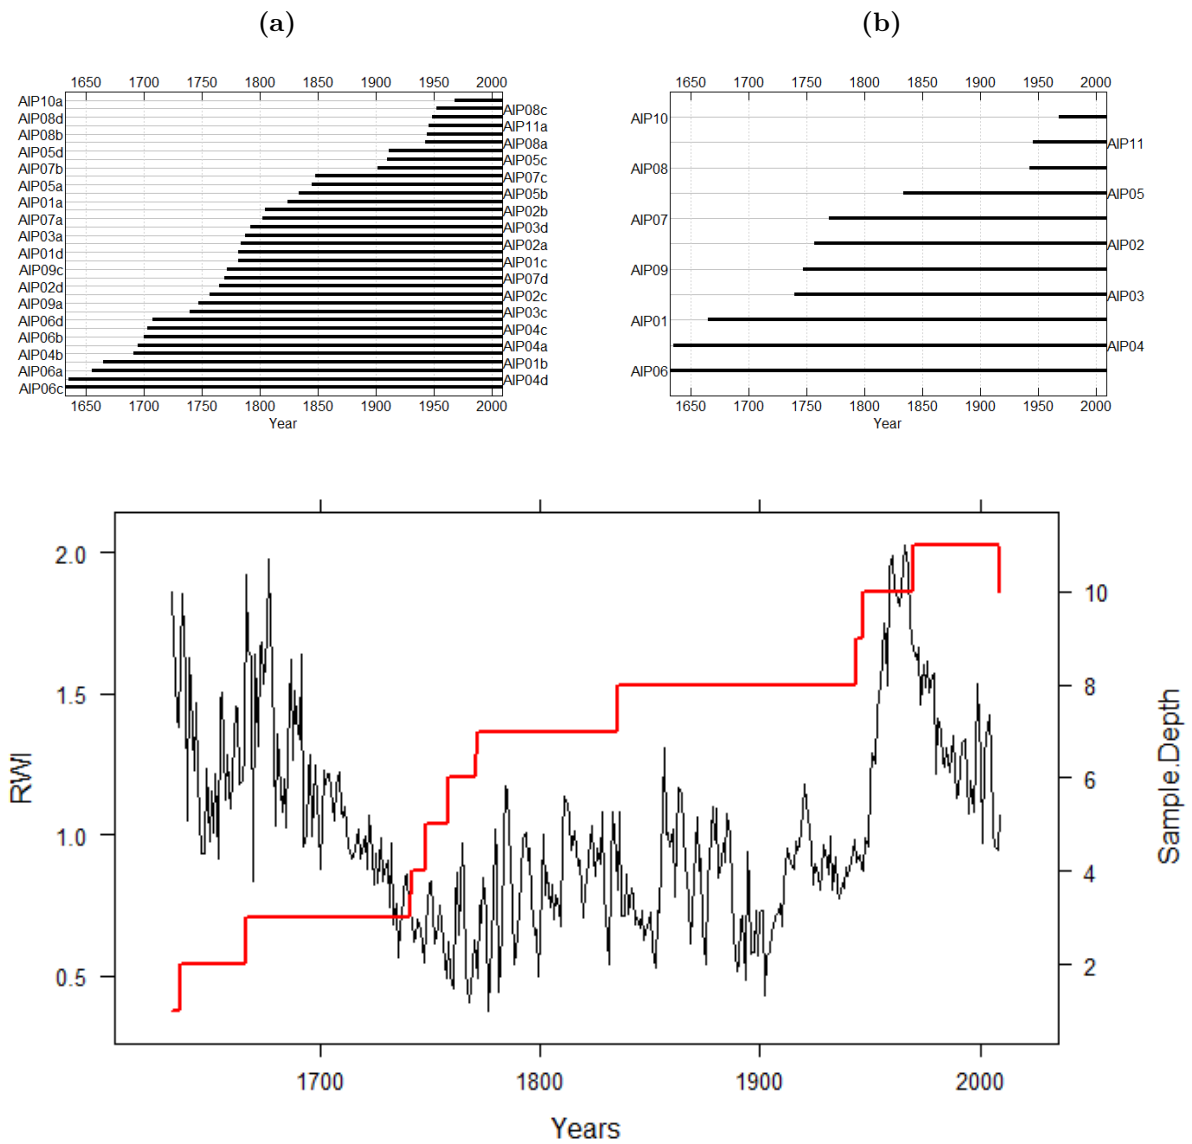 (a) (b)
1650 1700 1750 1800 1850 1900 1950 2000
AIP10a
AIP08c
AIP08d
AIP11a
AIP08b
AIP08a
AIP05d
AIP05c
AIP07b
AIP07c
AIP05a
AIP05b
AIP01a
AIP02b
AIP07a
AIP03d
AIP03a
AIP02a
AIP01d
AIP01c
AIP09c
AIP07d
AIP02d
AIP02c
AIP09a
AIP03c
AIP06d
AIP04c
AIP06b
AIP04a
AIP04b
AIP01b
AIP06a
AIP04d
AIP06c
1650 1700 1750 1800 1850 1900 1950 2000
Year
1650 1700 1750 1800 1850 1900 1950 2000
AIP10
AIP11
AIP08
AIP05
AIP07
AIP02
AIP09
AIP03
AIP01
AIP04
AIP06
1650 1700 1750 1800 1850 1900 1950 2000
Year
2.0
1.5
1.0
0.5
RWI
10
8
6
4
2
Sample.Depth
1700 1800 1900 2000
Years